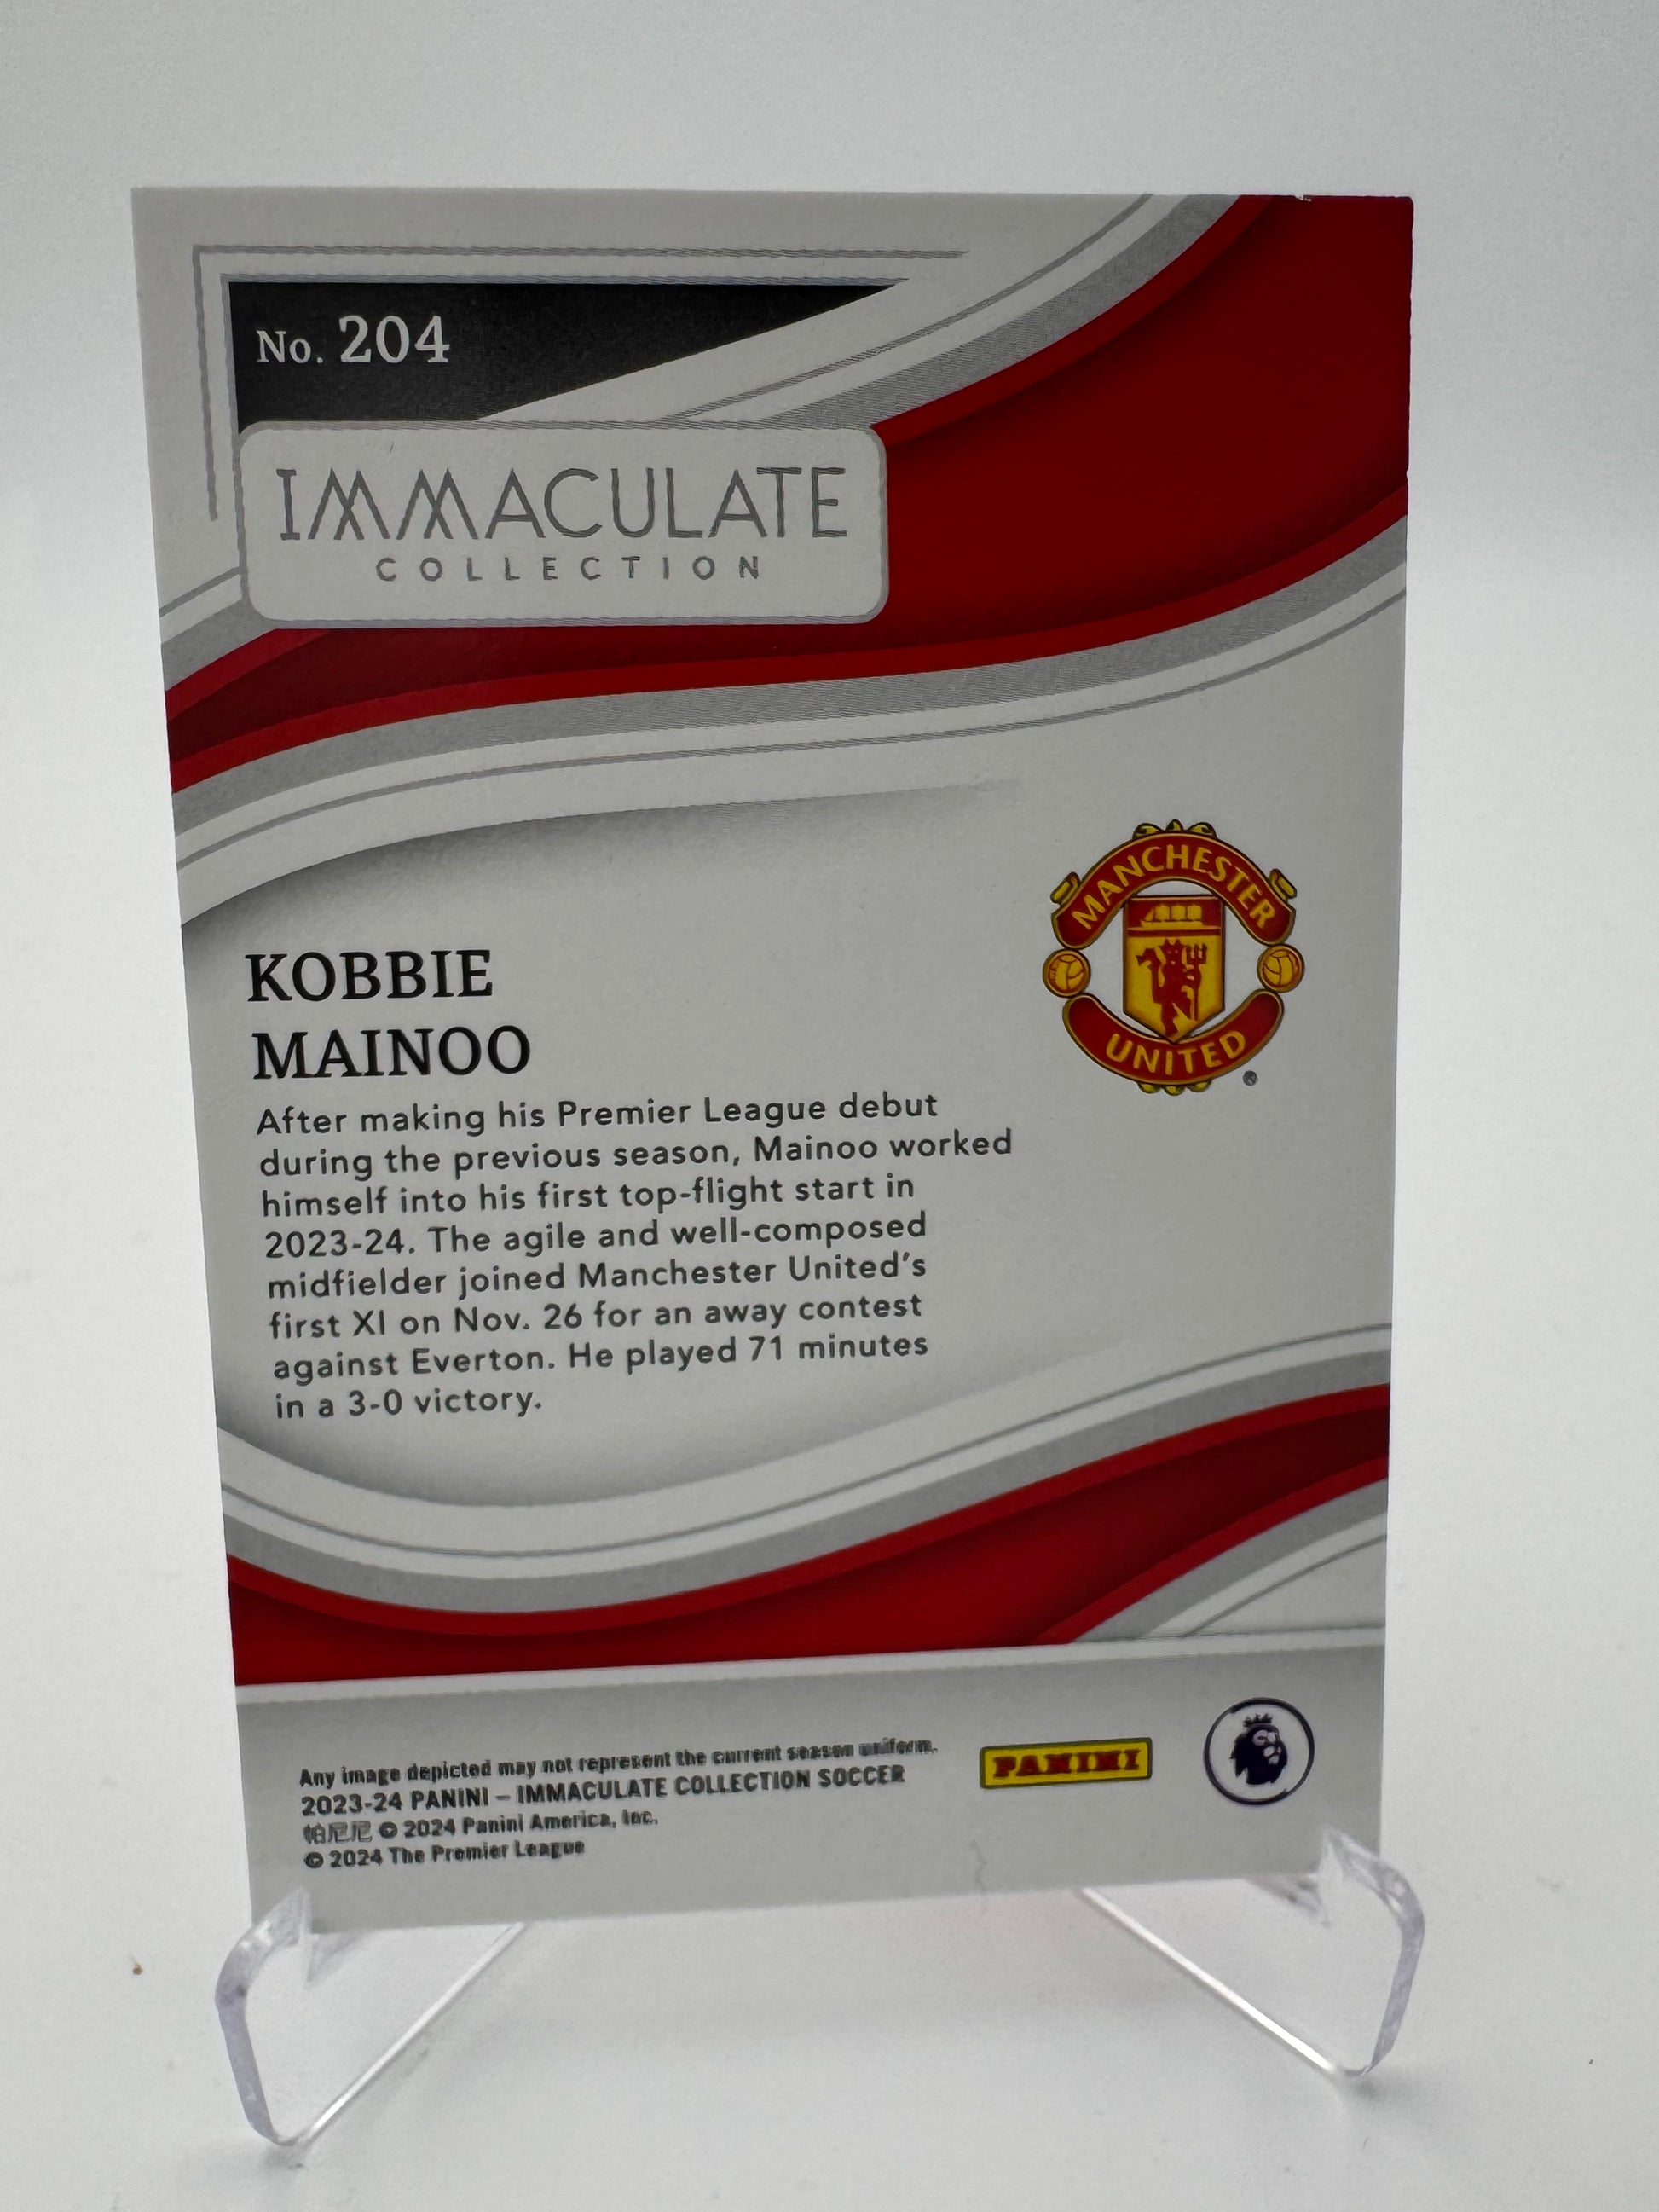 No. 204
IMMACULATE
COLLECTION
MANCHESTER
UNITED
®
KOBBIE
MAINOO
After making his Premier League debut
during the previous season, Mainoo worked
himself into his first top-flight start in
2023-24. The agile and well-composed
midfielder joined Manchester United's
first XI on Nov. 26 for an away contest
against Everton. He played 71 minutes
in a 3-0 victory.
Any image depicted may not represent the current season uniform.
2023-24 PANINI – IMMACULATE COLLECTION SOCCER
帕尼尼 © 2024 Panini America, Inc.
© 2024 The Premier League
PANINI